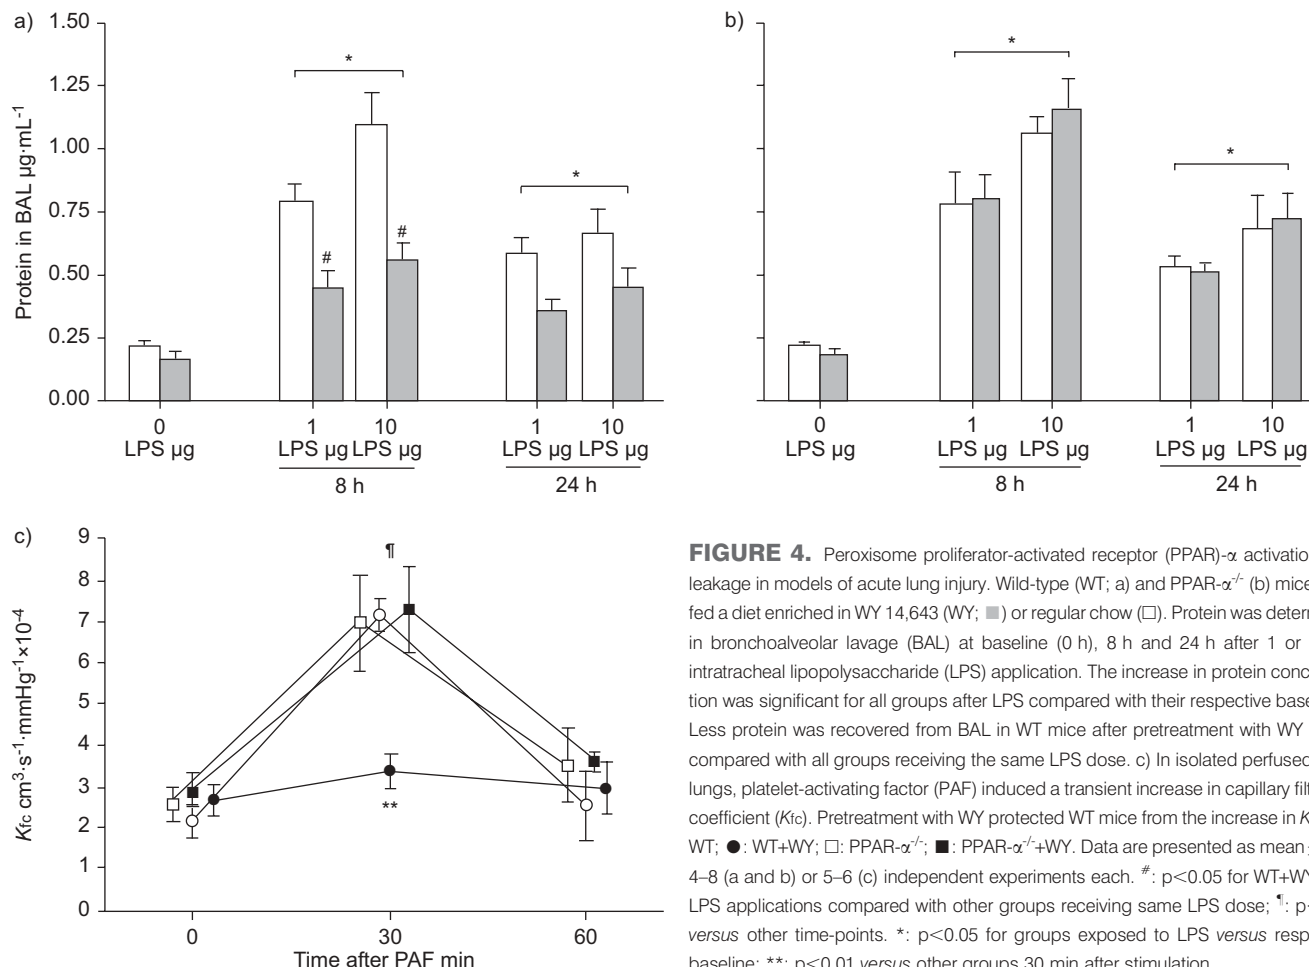 a)
b)
1.50
1.25
1.00
0.75
0.50
0.25
0.00
Protein in BAL µg·mL⁻¹
*
*
#
#
*
*
0
1
10
1
10
LPS µg
LPS µg LPS µg
LPS µg LPS µg
8 h
24 h
0
1
10
1
10
LPS µg
LPS µg LPS µg
LPS µg LPS µg
8 h
24 h
c)
9
8
7
6
5
4
3
2
1
0
Kfc cm³·s⁻¹·mmHg⁻¹×10⁻⁴
¶
**
0
30
60
Time after PAF min
FIGURE 4. Peroxisome proliferator-activated receptor (PPAR)-α activation
leakage in models of acute lung injury. Wild-type (WT; a) and PPAR-α⁻/⁻ (b) mice
fed a diet enriched in WY 14,643 (WY; ■) or regular chow (□). Protein was deterr
in bronchoalveolar lavage (BAL) at baseline (0 h), 8 h and 24 h after 1 or
intratracheal lipopolysaccharide (LPS) application. The increase in protein conc
tion was significant for all groups after LPS compared with their respective base
Less protein was recovered from BAL in WT mice after pretreatment with WY
compared with all groups receiving the same LPS dose. c) In isolated perfused
lungs, platelet-activating factor (PAF) induced a transient increase in capillary filt
coefficient (Kfc). Pretreatment with WY protected WT mice from the increase in K
WT; ●: WT+WY; □: PPAR-α⁻/⁻; ■: PPAR-α⁻/⁻+WY. Data are presented as mean
4–8 (a and b) or 5–6 (c) independent experiments each. #: p<0.05 for WT+WY
LPS applications compared with other groups receiving same LPS dose; ¶: p
versus other time-points. *: p<0.05 for groups exposed to LPS versus resp
baseline; **: p<0.01 versus other groups 30 min after stimulation.